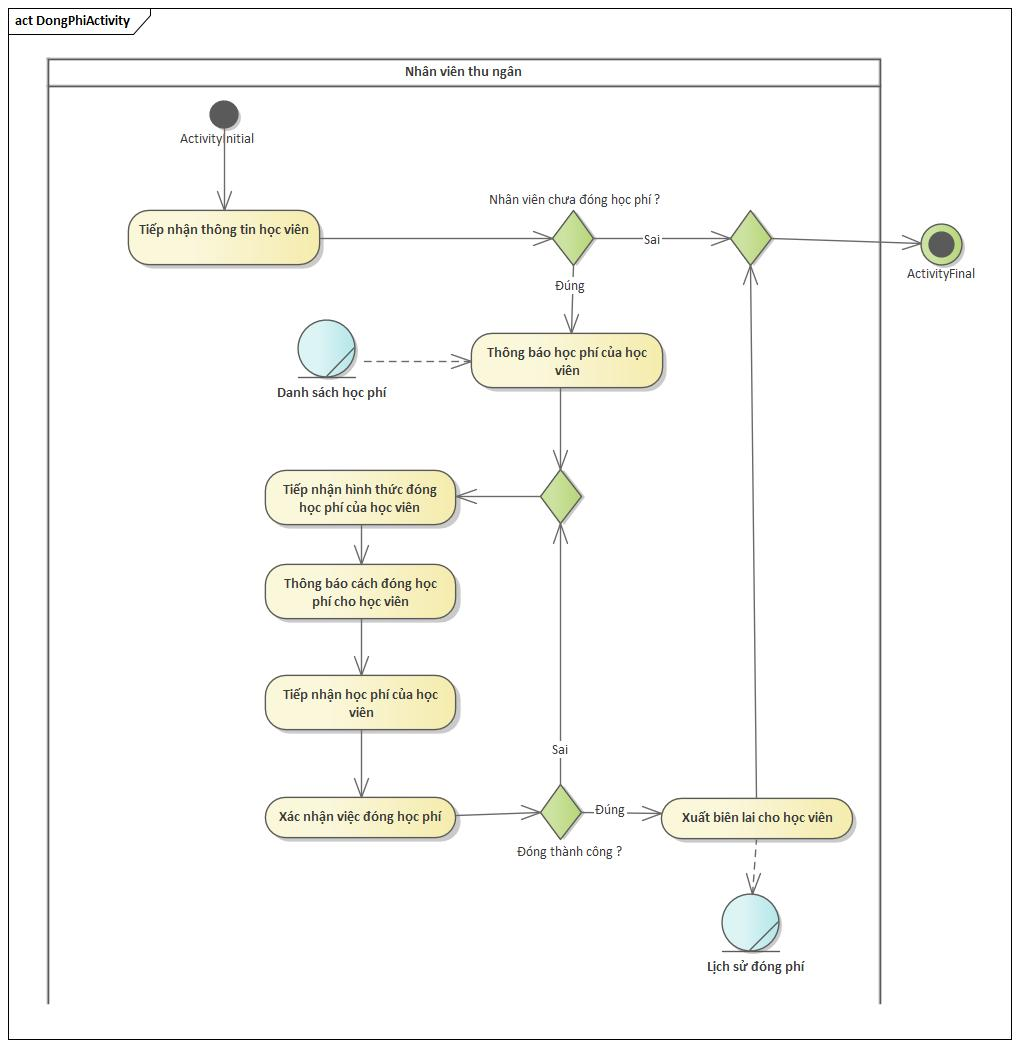 act DongPhiActivity
Nhân viên thu ngân
ActivityInitial
Tiếp nhận thông tin học viên
Nhân viên chưa đóng học phí ?
Sai
ActivityFinal
Đúng
Thông báo học phí của học
viên
Danh sách học phí
Tiếp nhận hình thức đóng
học phí của học viên
Thông báo cách đóng học
phí cho học viên
Tiếp nhận học phí của học
viên
Sai
Xác nhận việc đóng học phí
Đúng
Xuất biên lai cho học viên
Đóng thành công ?
Lịch sử đóng phí